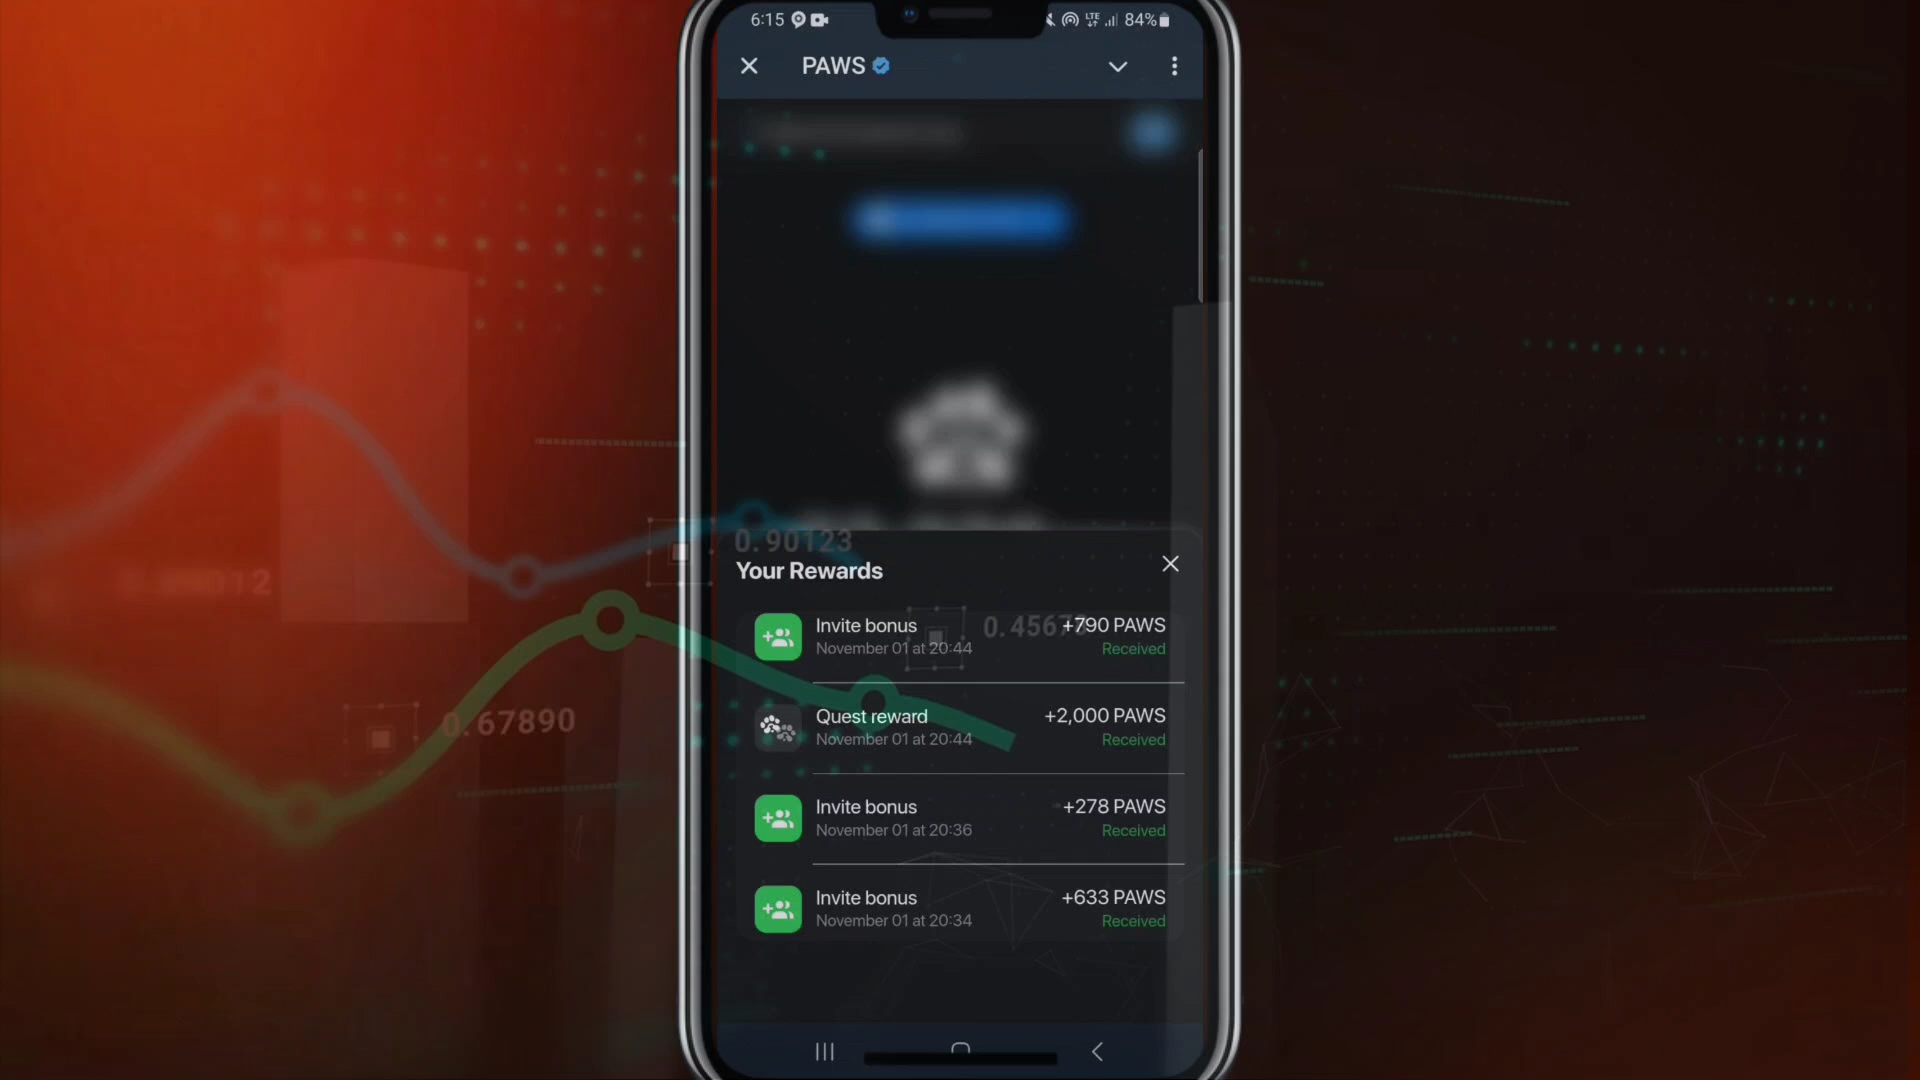 6:15
LTE
84%
PAWS
0.90123
Your Rewards
Invite bonus
+790 PAWS
November 01 at 20:44
Received
Quest reward
+2,000 PAWS
November 01 at 20:44
Received
Invite bonus
+278 PAWS
November 01 at 20:36
Received
Invite bonus
+633 PAWS
November 01 at 20:34
Received
0.67890